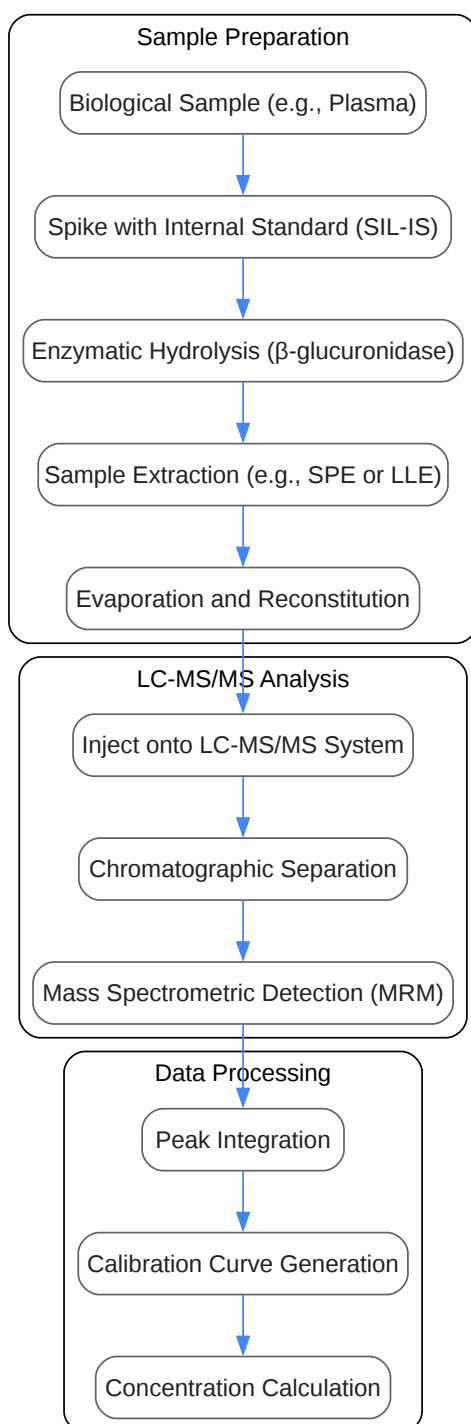 Sample Preparation
Biological Sample (e.g., Plasma)
Spike with Internal Standard (SIL-IS)
Enzymatic Hydrolysis (β-glucuronidase)
Sample Extraction (e.g., SPE or LLE)
Evaporation and Reconstitution
LC-MS/MS Analysis
Inject onto LC-MS/MS System
Chromatographic Separation
Mass Spectrometric Detection (MRM)
Data Processing
Peak Integration
Calibration Curve Generation
Concentration Calculation